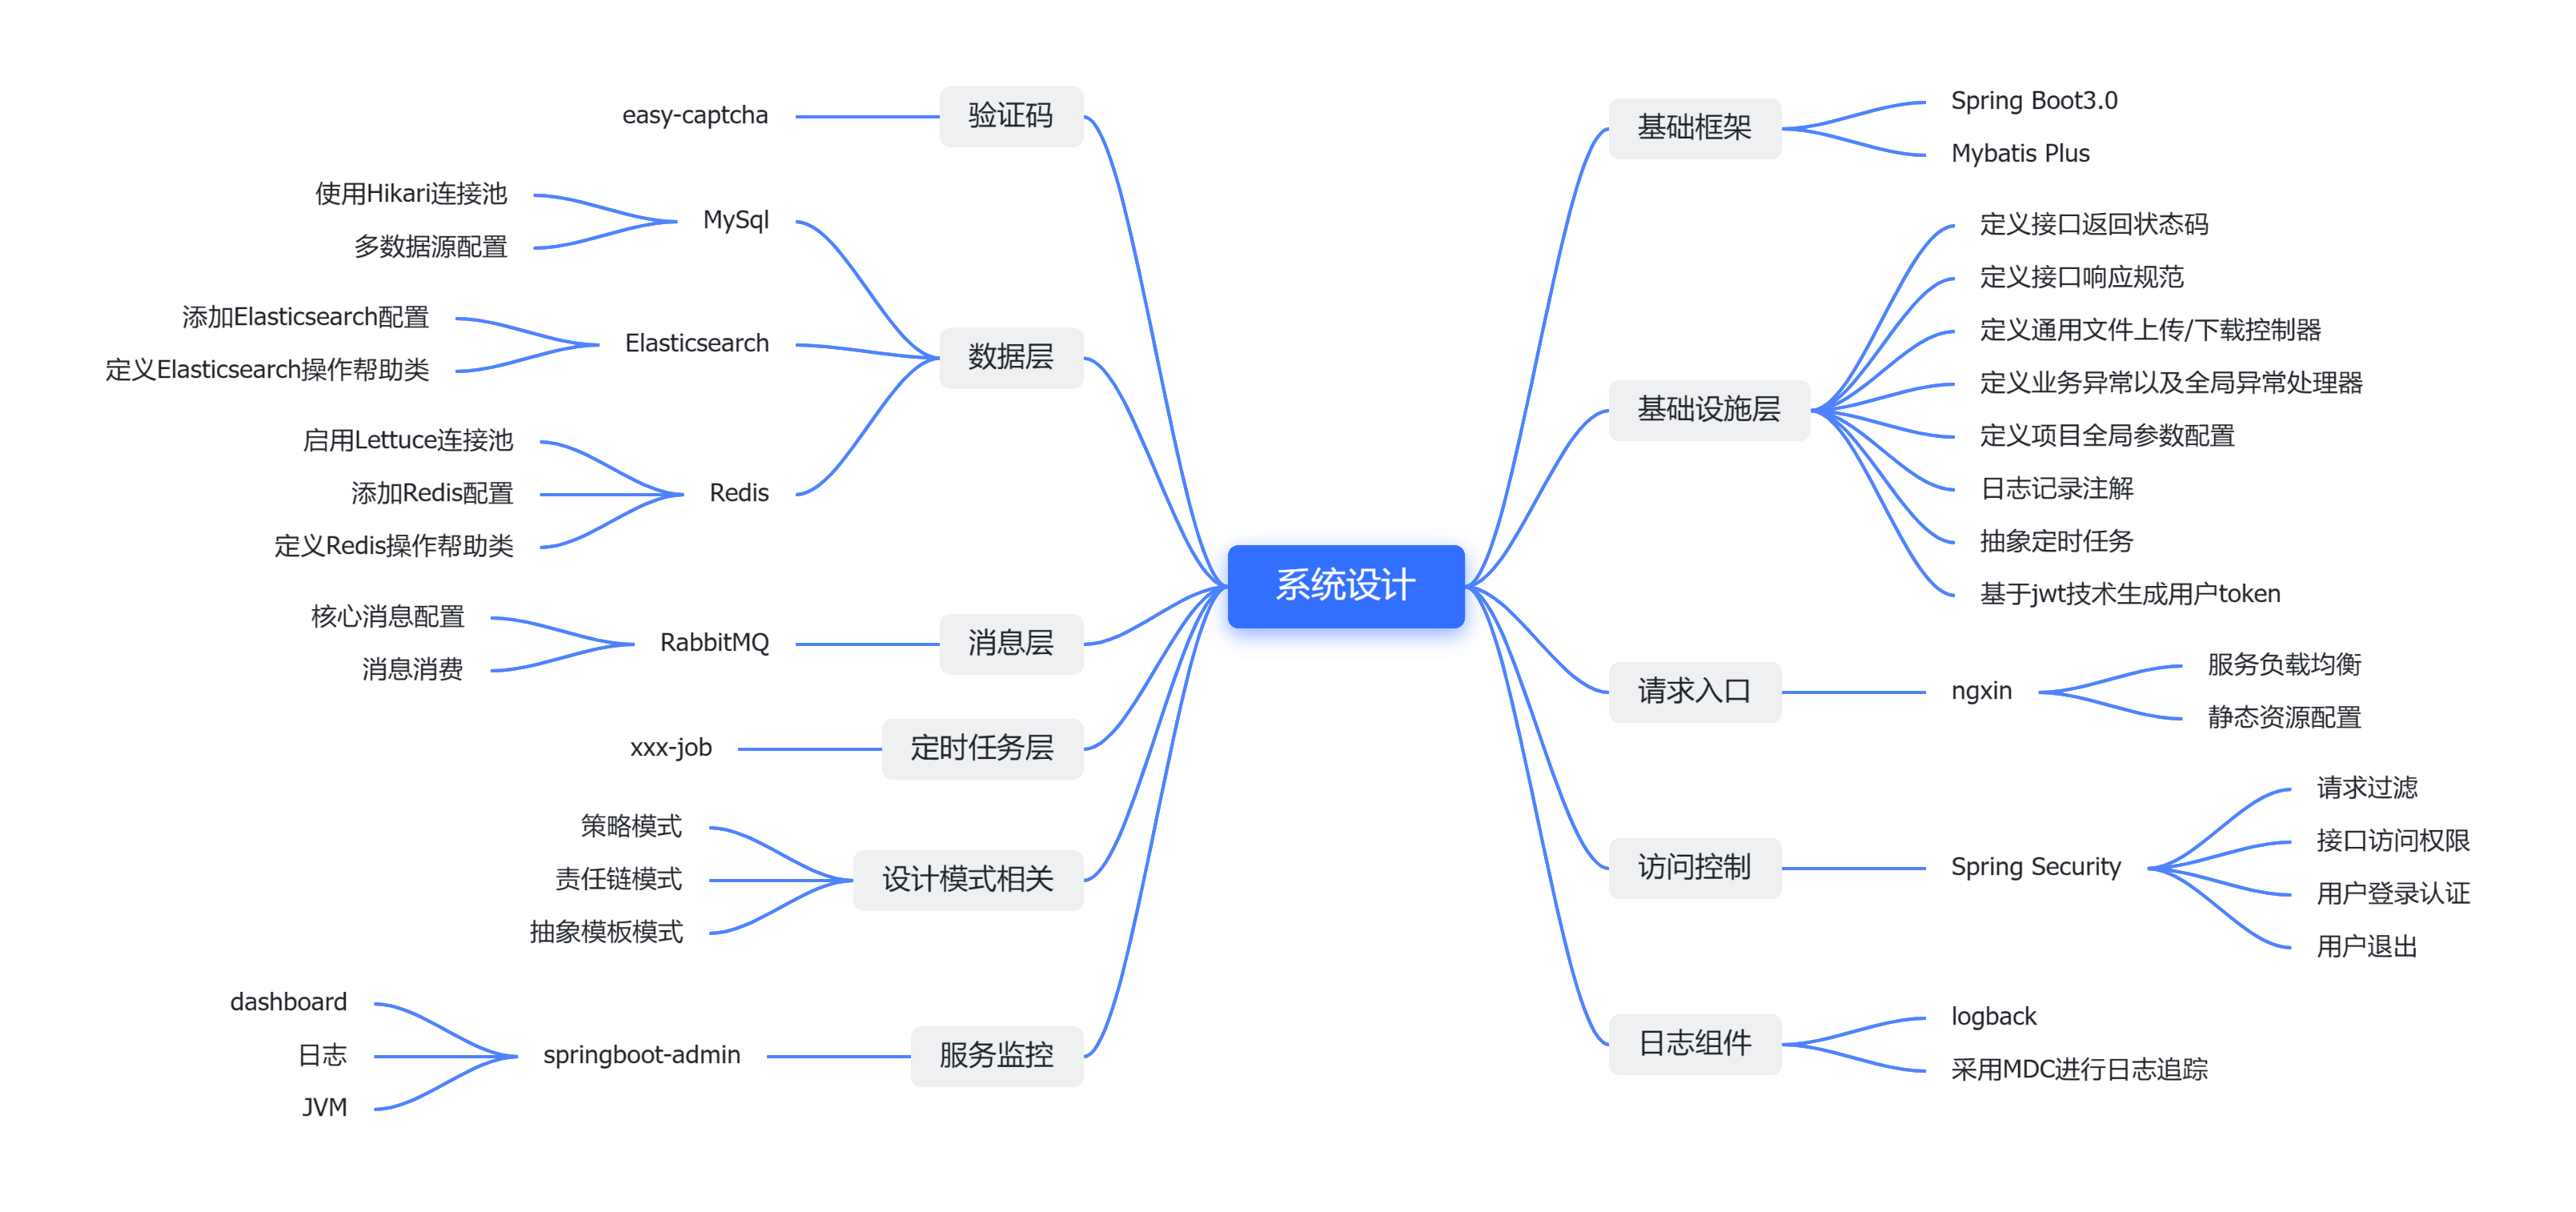 系统设计
基础框架
Spring Boot3.0
Mybatis Plus
基础设施层
定义接口返回状态码
定义接口响应规范
定义通用文件上传/下载控制器
定义业务异常以及全局异常处理器
定义项目全局参数配置
日志记录注解
抽象定时任务
基于jwt技术生成用户token
请求入口
ngxin
服务负载均衡
静态资源配置
访问控制
Spring Security
请求过滤
接口访问权限
用户登录认证
用户退出
日志组件
logback
采用MDC进行日志追踪
验证码
easy-captcha
数据层
MySql
使用Hikari连接池
多数据源配置
Elasticsearch
添加Elasticsearch配置
定义Elasticsearch操作帮助类
Redis
启用Lettuce连接池
添加Redis配置
定义Redis操作帮助类
消息层
RabbitMQ
核心消息配置
消息消费
定时任务层
xxx-job
设计模式相关
策略模式
责任链模式
抽象模板模式
服务监控
springboot-admin
dashboard
日志
JVM